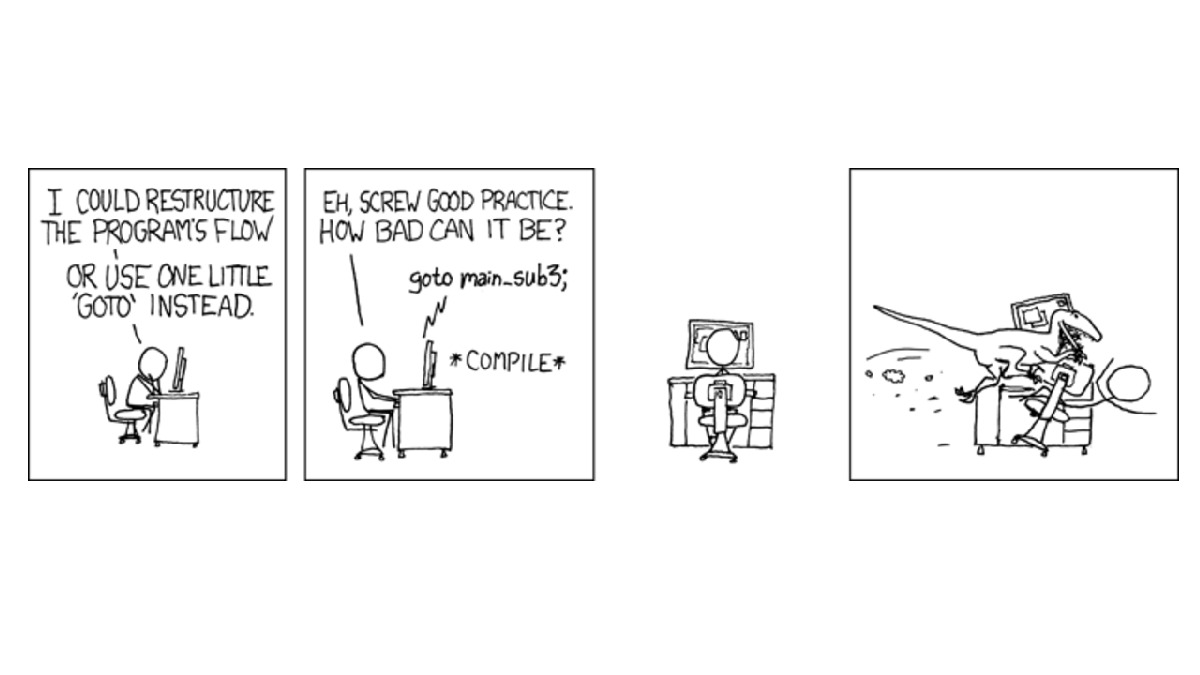 I COULD RESTRUCTURE
THE PROGRAM'S FLOW
OR USE ONE LITTLE
'GOTO' INSTEAD.
EH, SCREW GOOD PRACTICE.
HOW BAD CAN IT BE?
goto main_sub3;
*COMPILE*